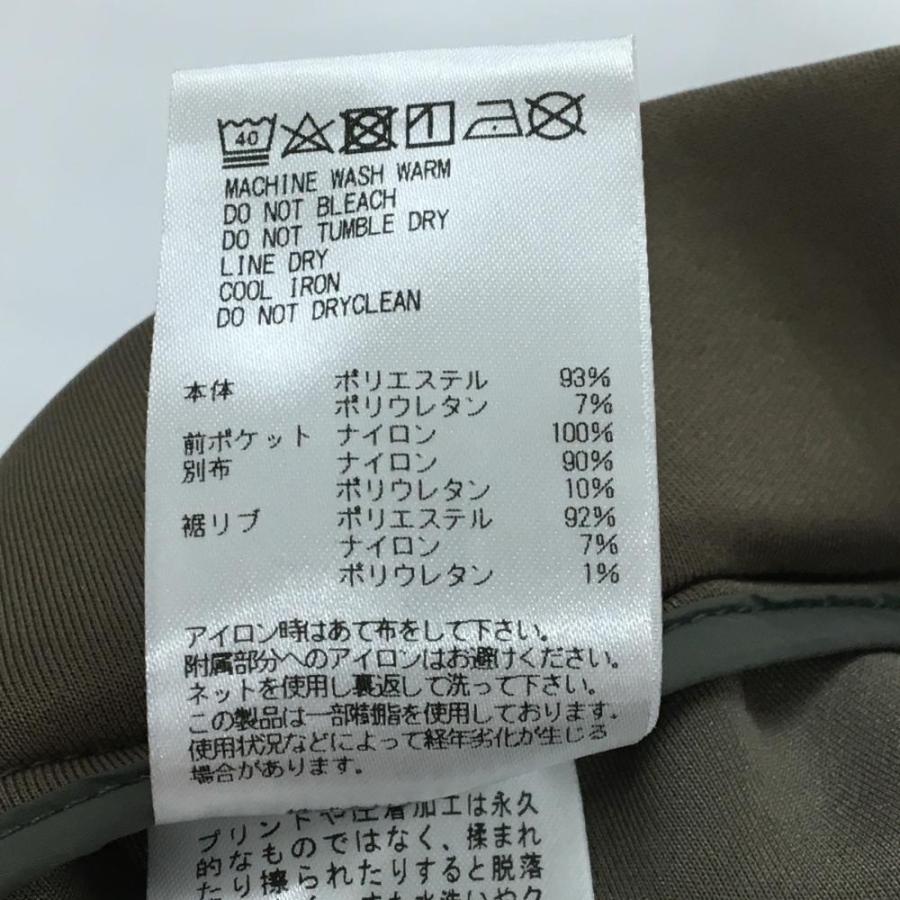 40
MACHINE WASH WARM
DO NOT BLEACH
DO NOT TUMBLE DRY
LINE DRY
COOL IRON
DO NOT DRYCLEAN
本体 ポリエステル 93%
ポリウレタン 7%
前ポケット ナイロン 100%
別布 ナイロン 90%
ポリウレタン 10%
裾リブ ポリエステル 92%
ナイロン 7%
ポリウレタン 1%
アイロン時はあて布をして下さい。
附属部分へのアイロンはお避けください。
ネットを使用し裏返して洗って下さい。
この製品は一部樹脂を使用しております。
使用状況などによって経年劣化が生じる
場合があります。
プリントや圧着加工は永久
的なものではなく、揉まれ
たり擦られたりすると脱落